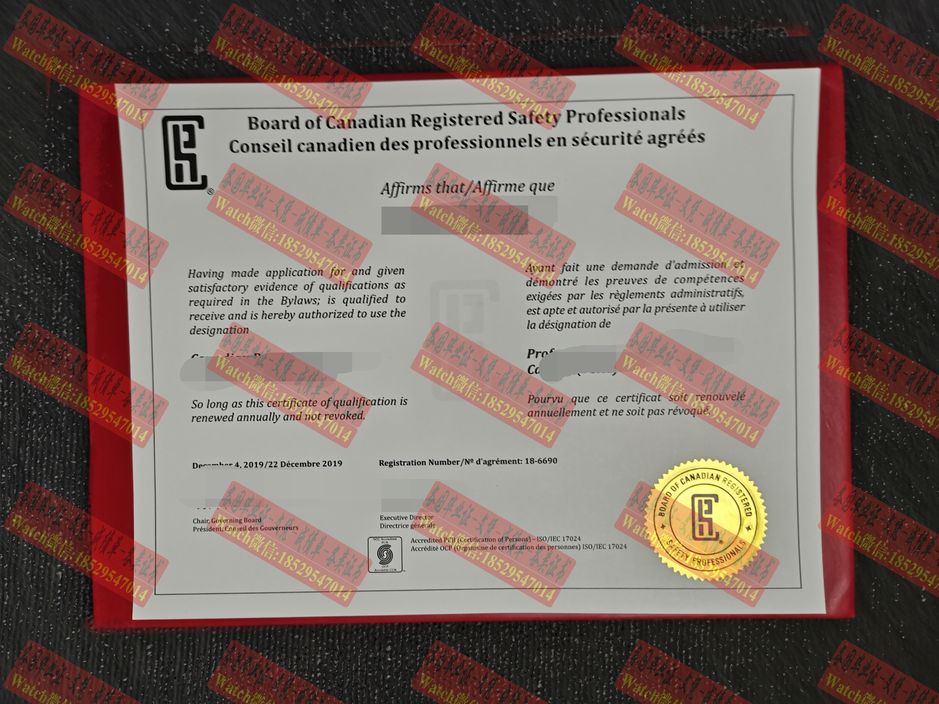 Board of Canadian Registered Safety Professionals
Conseil canadien des professionnels en sécurité agréés
Affirms that/Affirme que
Having made application for and given
satisfactory evidence of qualifications as
required in the Bylaws; is qualified to
receive and is hereby authorized to use the
designation
So long as this certificate of qualification is
renewed annually and not revoked.
Ayant fait une demande d'admission et
démontré les preuves de compétences
exigées par les règlements administratifs,
est apte et autorisé par la présente à utiliser
la désignation de
Pourvu que ce certificat soit renouvelé
annuellement et ne soit pas révoqué.
December 4, 2019/22 Décembre 2019
Registration Number/Nº d'agrément: 18-6690
Chair, Governing Board
Président, Conseil des Gouverneurs
Executive Director
Directrice générale
Accredited PCB (Certification of Persons) - ISO/IEC 17024
Accrédité OCP (Organisme de certification des personnes) ISO/IEC 17024
BOARD OF CANADIAN REGISTERED
SAFETY PROFESSIONALS
Watch微信:18529547014